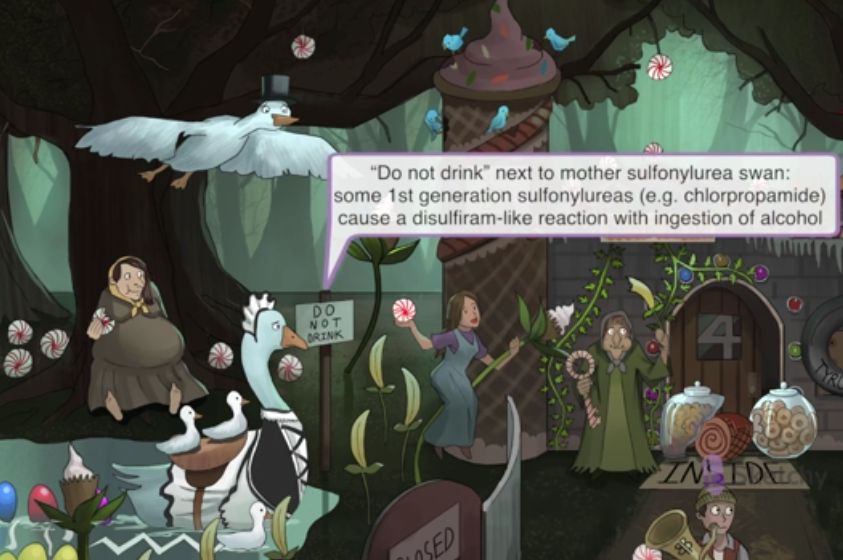 “Do not drink” next to mother sulfonylurea swan:
some 1st generation sulfonylureas (e.g. chlorpropamide)
cause a disulfiram-like reaction with ingestion of alcohol
DO
NOT
DRINK
4
INSIDE
CLOSED